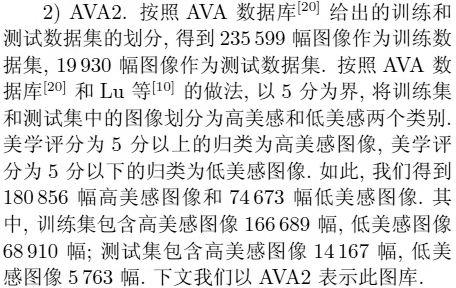 2) AVA2. 按照 AVA 数据库[20] 给出的训练和
测试数据集的划分, 得到 235 599 幅图像作为训练数
据集, 19 930 幅图像作为测试数据集. 按照 AVA 数
据库[20] 和 Lu 等[10] 的做法, 以 5 分为界, 将训练集
和测试集中的图像划分为高美感和低美感两个类别.
美学评分为 5 分以上的归类为高美感图像, 美学评
分为 5 分以下的归类为低美感图像. 如此, 我们得到
180 856 幅高美感图像和 74 673 幅低美感图像. 其
中, 训练集包含高美感图像 166 689 幅, 低美感图像
68 910 幅; 测试集包含高美感图像 14 167 幅, 低美
感图像 5 763 幅. 下文我们以 AVA2 表示此图库.